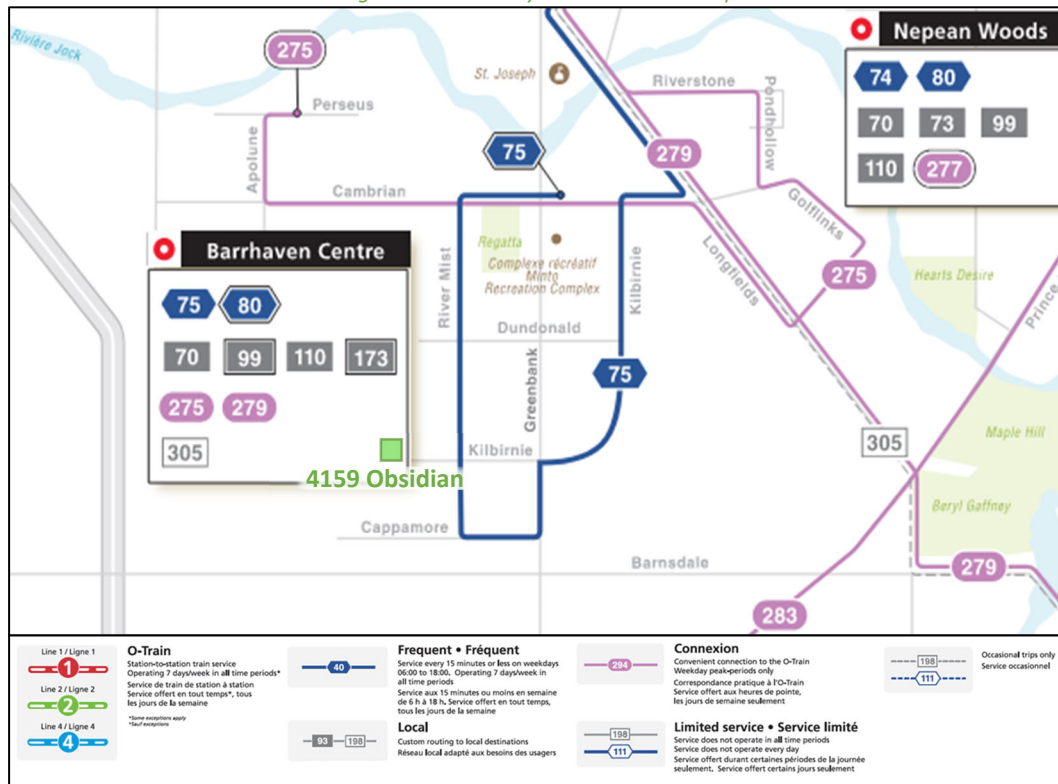 Rivière Jock
275
Perseus
Apolune
Cambrian
St. Joseph
75
Riverstone
Pondhollow
279
Golflinks
Longfields
275
Nepean Woods
74 80
70 73 99
110 277
Hearts Desire
Prince
Barrhaven Centre
75 80
70 99 110 173
275 279
305
4159 Obsidian
River Mist
Regatta
Complexe récréatif
Minto
Recreation Complex
Kilbirnie
Dundonald
Greenbank
75
Kilbirnie
Cappamore
305
Maple Hill
Beryl Gaffney
Barnsdale
279
283
Line 1 / Ligne 1
1
Line 2 / Ligne 2
2
Line 4 / Ligne 4
4
O-Train
Station-to-station train service
Operating 7 days/week in all time periods*
Service de train de station à station
Service offert en tout temps*, tous
les jours de la semaine
*Some exceptions apply
*Sauf exceptions
40
Frequent • Fréquent
Service every 15 minutes or less on weekdays
06:00 to 18:00. Operating 7 days/week in
all time periods
Service aux 15 minutes ou moins en semaine
de 6 h à 18 h. Service offert en tout temps,
tous les jours de la semaine
93 198
Local
Custom routing to local destinations
Réseau local adapté aux besoins des usagers
294
Connexion
Convenient connection to the O-Train
Weekday peak-periods only
Correspondance pratique à l'O-Train
Service offert aux heures de pointe,
les jours de semaine seulement
198
111
Limited service • Service limité
Service does not operate in all time periods
Service does not operate every day
Service offert durant certaines périodes de la journée
seulement. Service offert certains jours seulement
198
111
Occasional trips only
Service occasionnel